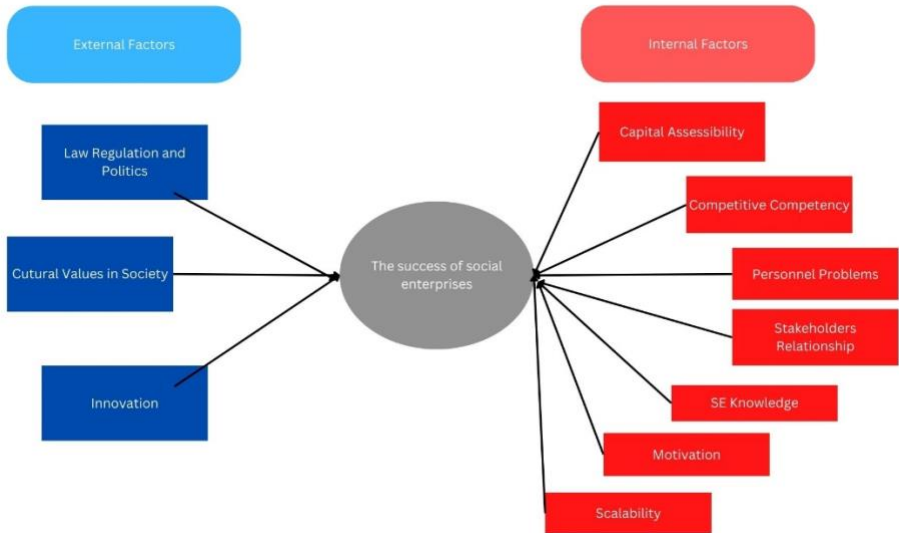 External Factors
Internal Factors
Law Regulation and
Politics
Cutural Values in Society
Innovation
The success of social
enterprises
Capital Assessibility
Competitive Competency
Personnel Problems
Stakeholders
Relationship
SE Knowledge
Motivation
Scalability